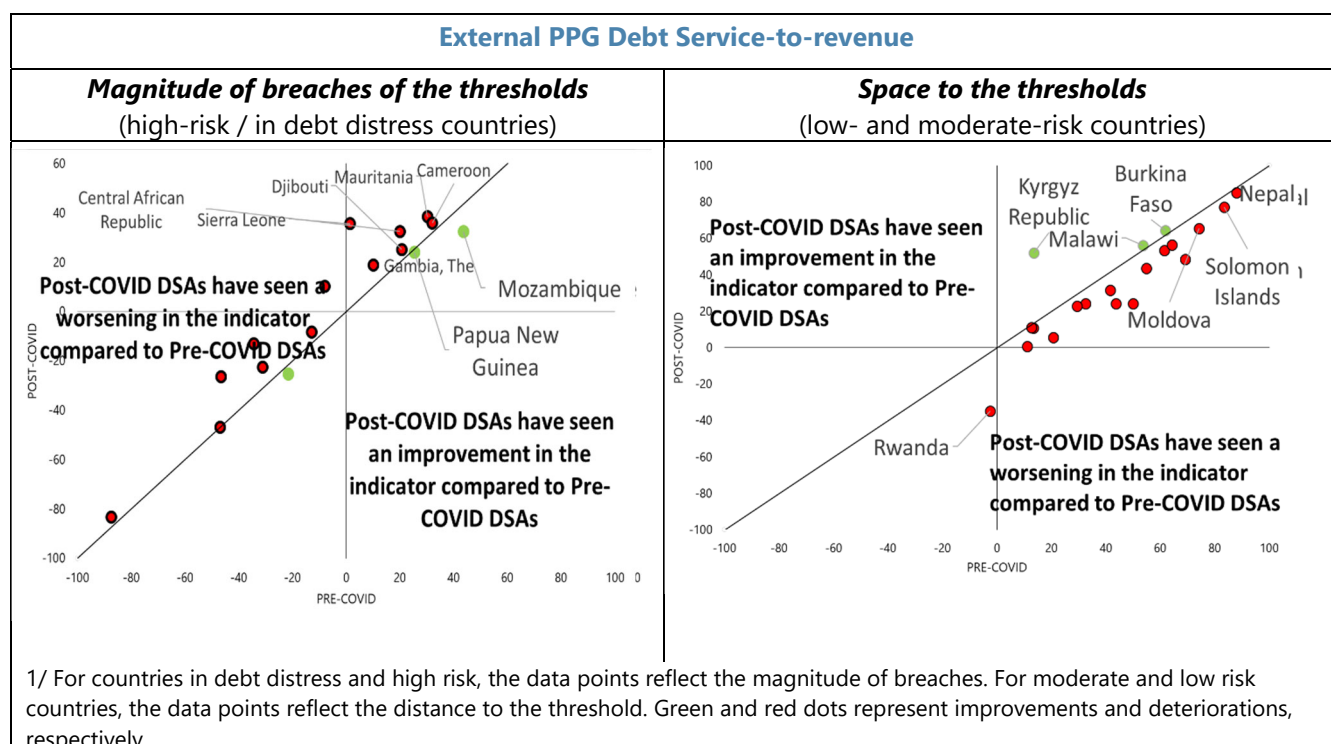 External PPG Debt Service-to-revenue
Magnitude of breaches of the thresholds
(high-risk / in debt distress countries)
Space to the thresholds
(low- and moderate-risk countries)
60
40
20
0
-20
-40
-60
-80
-100
POST-COVID
Central African
Republic
Sierra Leone
Djibouti
Mauritania
Cameroon
Gambia, The
Mozambique
Papua New
Guinea
Post-COVID DSAs have seen a
worsening in the indicator
compared to Pre-COVID DSAs
Post-COVID DSAs have seen
an improvement in the
indicator compared to Pre-
COVID DSAs
-100
-80
-60
-40
-20
0
20
40
60
80
100
0
PRE-COVID
100
80
60
40
20
0
-20
-40
-60
-80
-100
POST-COVID
Kyrgyz
Republic
Burkina
Faso
Malawi
Nepal
Solomon
Islands
Moldova
Rwanda
Post-COVID DSAs have seen
an improvement in the
indicator compared to Pre-
COVID DSAs
Post-COVID DSAs have seen a
worsening in the indicator
compared to Pre-COVID DSAs
-100
-80
-60
-40
-20
0
20
40
60
80
100
PRE-COVID
1/ For countries in debt distress and high risk, the data points reflect the magnitude of breaches. For moderate and low risk
countries, the data points reflect the distance to the threshold. Green and red dots represent improvements and deteriorations,
respectively